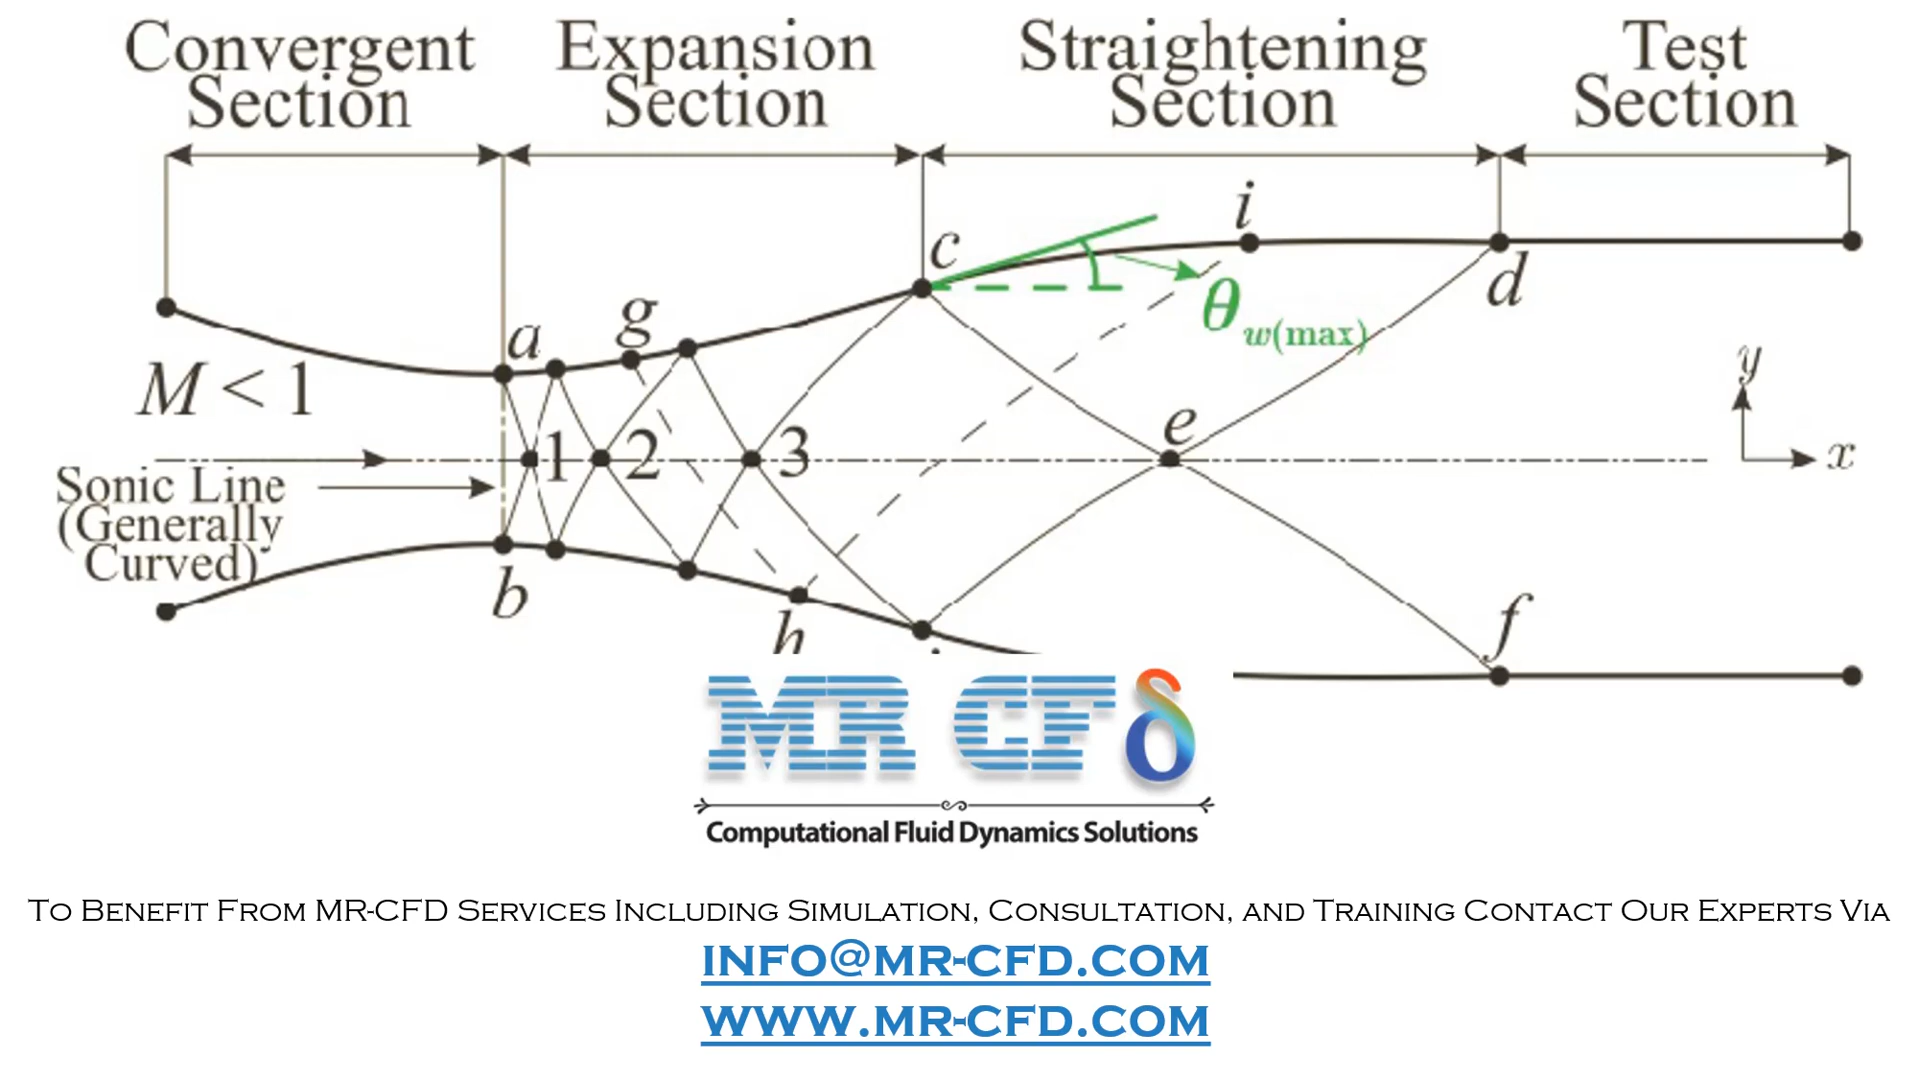 Convergent
Section
Expansion
Section
Straightening
Section
Test
Section
a
g
c
i
d
θw(max)
M < 1
1
2
3
e
y
x
Sonic Line
(Generally
Curved)
b
h
f
MR CFδ
Computational Fluid Dynamics Solutions
To Benefit From MR-CFD Services Including Simulation, Consultation, and Training Contact Our Experts Via
INFO@MR-CFD.COM
WWW.MR-CFD.COM